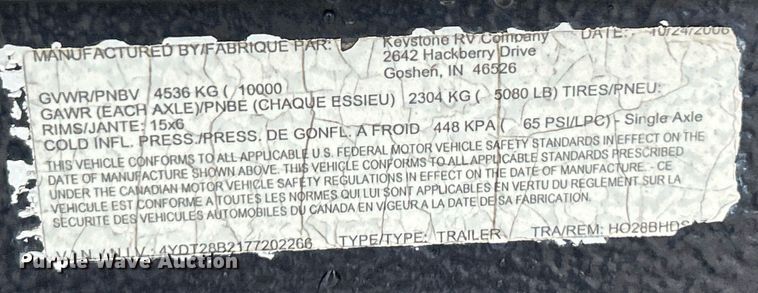 MANUFACTURED BY/FABRIQUE PAR: Keystone RV Company DATE: 10/24/2006
2642 Hackberry Drive
Goshen, IN 46526
GVWR/PNBV 4536 KG ( 10000
GAWR (EACH AXLE)/PNBE (CHAQUE ESSIEU) 2304 KG ( 5080 LB) TIRES/PNEU:
RIMS/JANTE: 15x6
COLD INFL. PRESS./PRESS. DE GONFL. A FROID 448 KPA ( 65 PSI/LPC) - Single Axle
THIS VEHICLE CONFORMS TO ALL APPLICABLE U.S. FEDERAL MOTOR VEHICLE SAFETY STANDARDS IN EFFECT ON THE
DATE OF MANUFACTURE SHOWN ABOVE. THIS VEHICLE CONFORMS TO ALL APPLICABLE STANDARDS PRESCRIBED
UNDER THE CANADIAN MOTOR VEHICLE SAFETY REGULATIONS IN EFFECT ON THE DATE OF MANUFACTURE. - CE
VEHICULE EST CONFORME A TOUTES LES NORMES QUI LUI SONT APPLICABLES EN VERTU DU REGLEMENT SUR LA
SECURITE DES VEHICULES AUTOMOBILES DU CANADA EN VIGEUR A LA DATE DE SA FABRICATION.
4YDT28B2177202266 TYPE/TYPE: TRAILER TRA/REM: HO28BHDS
Purple Wave Auction